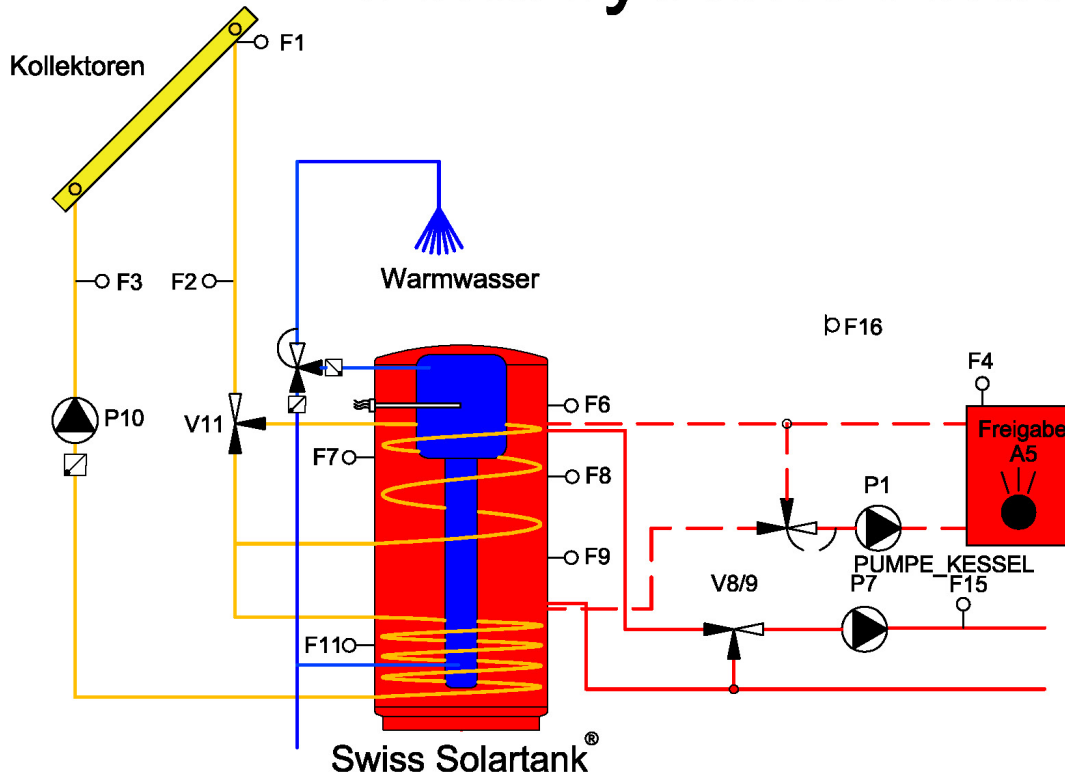 F1
Kollektoren
F3
F2
Warmwasser
F16
F4
P10
V11
F6
Freigabe
A5
F7
F8
P1
F9
PUMPE_KESSEL
V8/9
P7
F15
F11
Swiss Solartank®